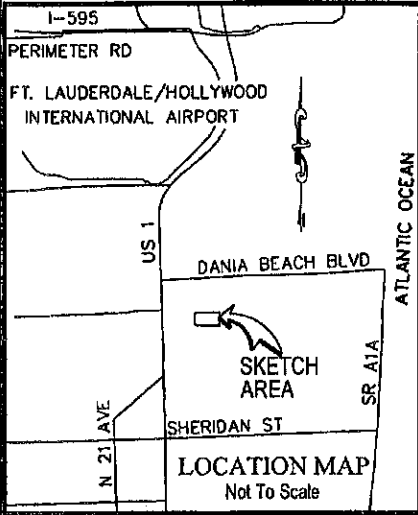 I-595
PERIMETER RD
FT. LAUDERDALE/HOLLYWOOD
INTERNATIONAL AIRPORT
US 1
ATLANTIC OCEAN
DANIA BEACH BLVD
SKETCH
AREA
SR A1A
N 21 AVE
SHERIDAN ST
LOCATION MAP
Not To Scale